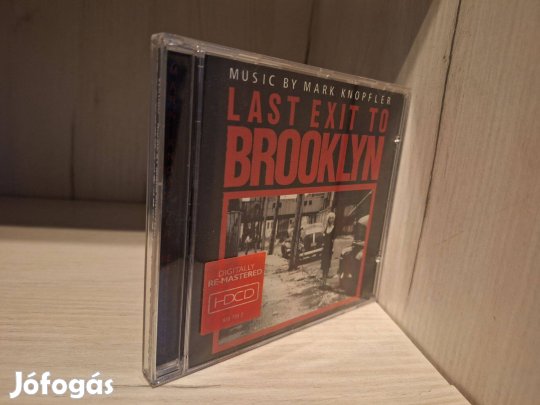 MUSIC BY MARK KNOPFLER
LAST EXIT TO
BROOKLYN
DIGITALLY
RE-MASTERED
HDCD
Jófogás